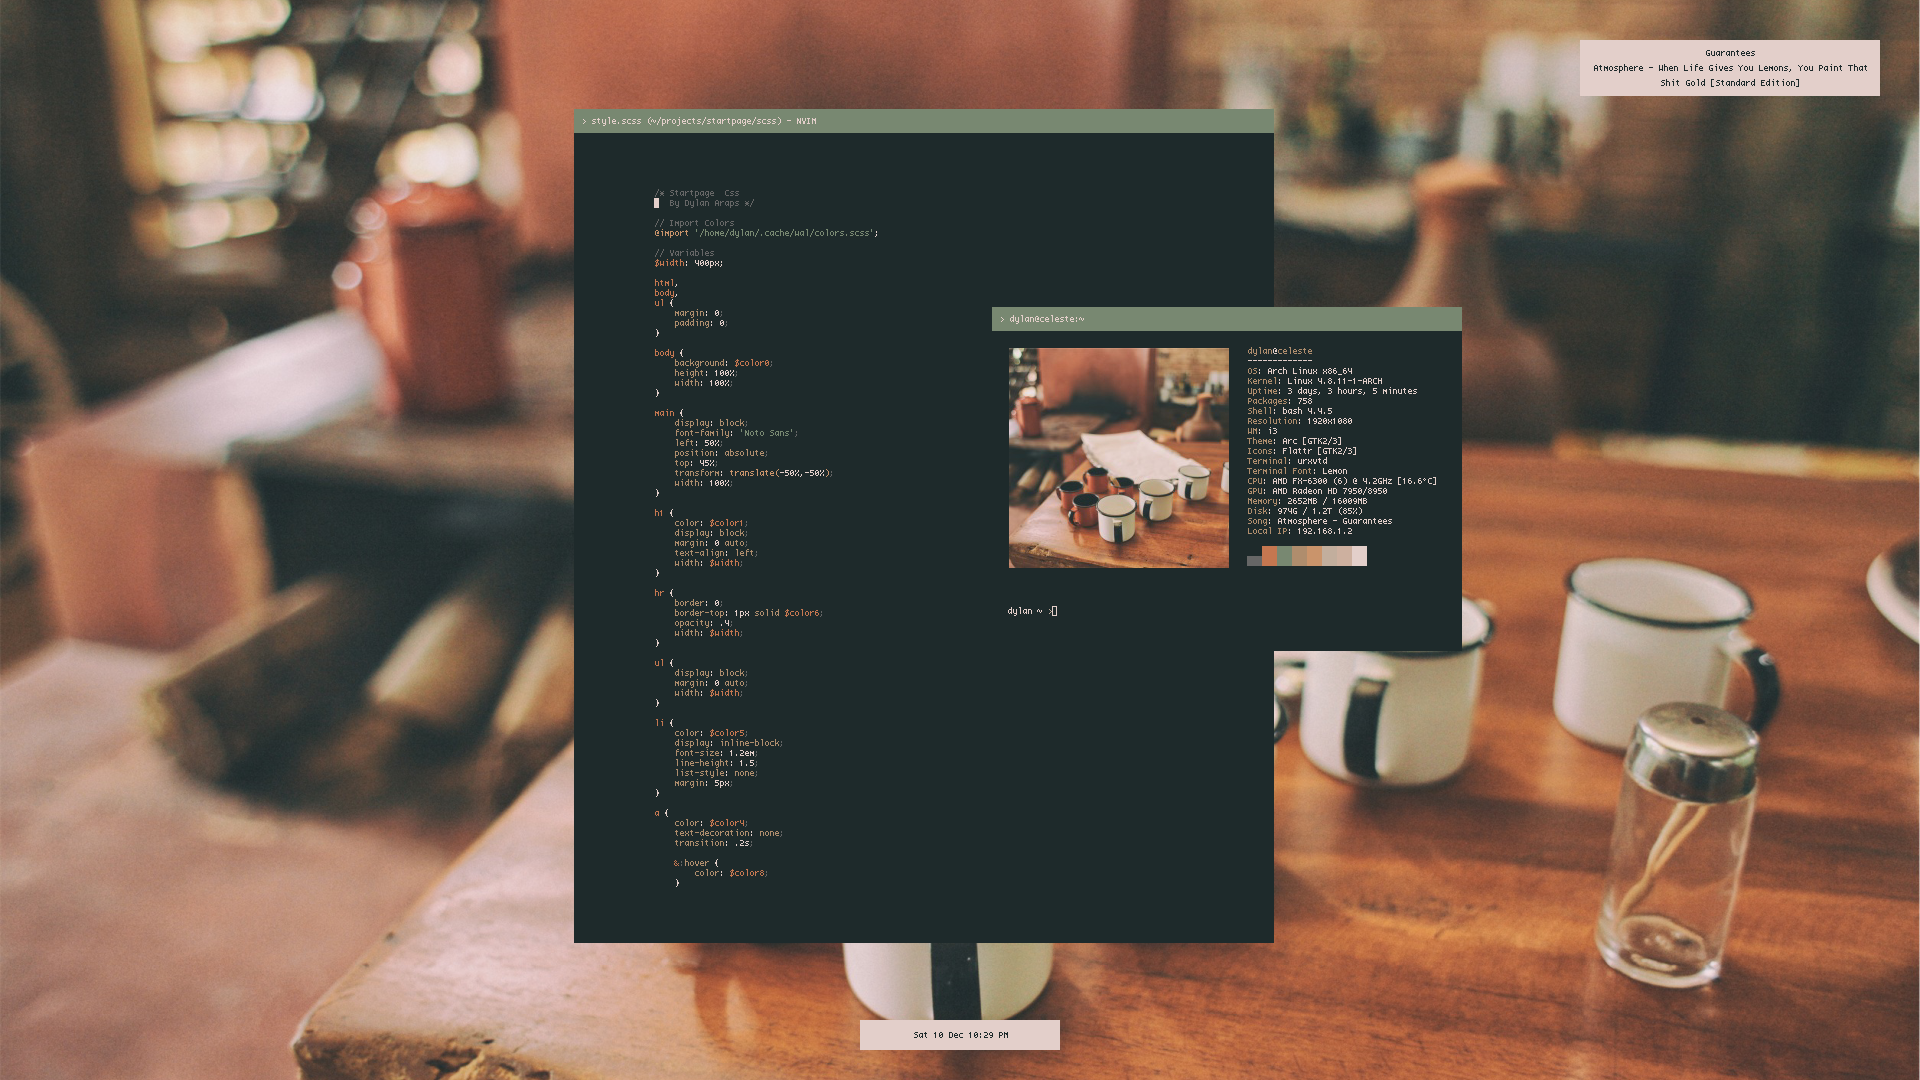 Guarantees
Atmosphere - When Life Gives You Lemons, You Paint That
Shit Gold [Standard Edition]
> style.scss (~/projects/startpage/scss) - NVIM
/* Startpage  Css
By Dylan Araps */
// Import Colors
@import '/home/dylan/.cache/wal/colors.scss';
// Variables
$width: 400px;
html,
body,
ul {
margin: 0;
padding: 0;
}
body {
background: $color0;
height: 100%;
width: 100%;
}
main {
display: block;
font-family: 'Noto Sans';
left: 50%;
position: absolute;
top: 45%;
transform: translate(-50%,-50%);
width: 100%;
}
h1 {
color: $color1;
display: block;
margin: 0 auto;
text-align: left;
width: $width;
}
hr {
border: 0;
border-top: 1px solid $color6;
opacity: .4;
width: $width;
}
ul {
display: block;
margin: 0 auto;
width: $width;
}
li {
color: $color5;
display: inline-block;
font-size: 1.2em;
line-height: 1.5;
list-style: none;
margin: 5px;
}
a {
color: $color4;
text-decoration: none;
transition: .2s;
&:hover {
color: $color8;
}
> dylan@celeste:~
dylan@celeste
-------------
OS: Arch Linux x86_64
Kernel: Linux 4.8.11-1-ARCH
Uptime: 3 days, 3 hours, 5 minutes
Packages: 758
Shell: bash 4.4.5
Resolution: 1920x1080
WM: i3
Theme: Arc [GTK2/3]
Icons: Flattr [GTK2/3]
Terminal: urxvtd
Terminal Font: Lemon
CPU: AMD FX-6300 (6) @ 4.2GHz [16.6°C]
GPU: AMD Radeon HD 7950/8950
Memory: 2652MB / 16009MB
Disk: 974G / 1.2T (85%)
Song: Atmosphere - Guarantees
Local IP: 192.168.1.2
dylan ~ >
Sat 10 Dec 10:29 PM